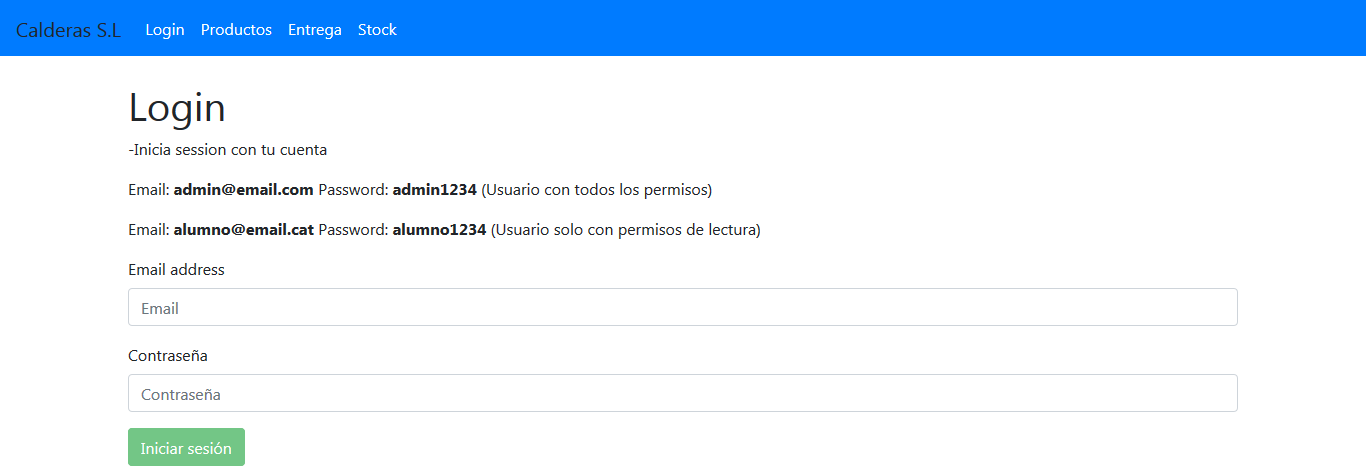 Calderas S.L Login Productos Entrega Stock
Login
-Inicia session con tu cuenta
Email: admin@email.com Password: admin1234 (Usuario con todos los permisos)
Email: alumno@email.cat Password: alumno1234 (Usuario solo con permisos de lectura)
Email address
Email
Contraseña
Contraseña
Iniciar sesión